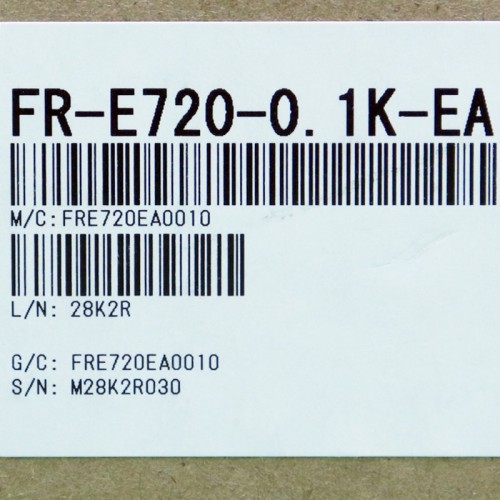 FR-E720-0.1K-EA
M/C:FRE720EA0010
L/N: 28K2R
G/C: FRE720EA0010
S/N: M28K2R030